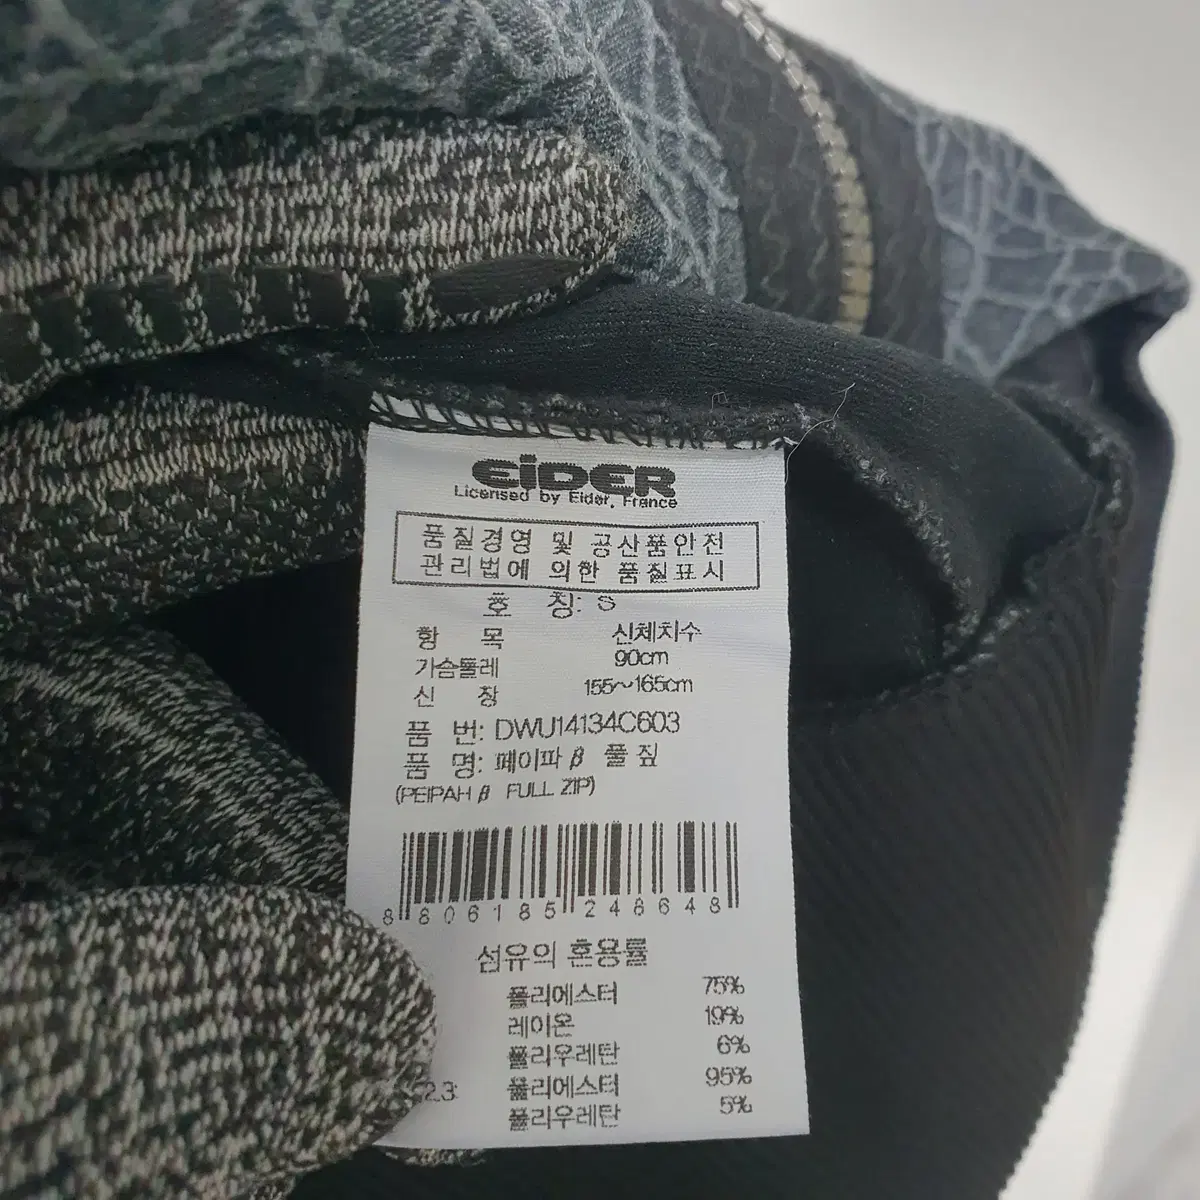 EiDER
Licensed by Eider, France
품질경영 및 공산품안전
관리법에 의한 품질표시
호 칭: S
항 목 신체치수
가슴둘레 90cm
신 장 155~165cm
품 번: DWU14134C603
품 명: 페이파 β 풀 짚
(PEIPAH β FULL ZIP)
8806185248648
섬유의 혼용률
폴리에스터 75%
레이온 19%
폴리우레탄 6%
폴리에스터 95%
폴리우레탄 5%